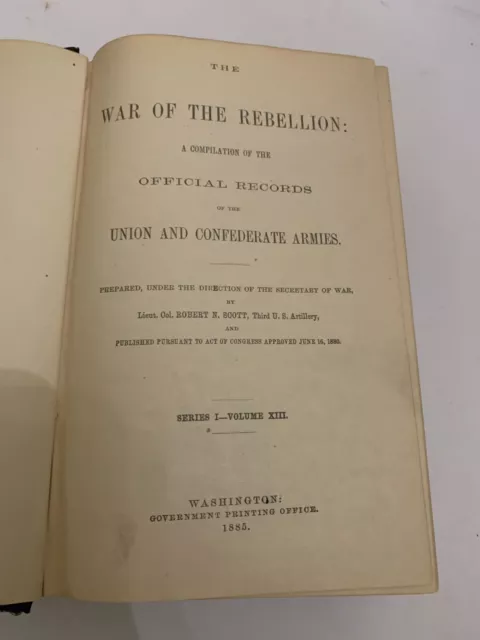 THE
WAR OF THE REBELLION:
A COMPILATION OF THE
OFFICIAL RECORDS
OF THE
UNION AND CONFEDERATE ARMIES.
PREPARED, UNDER THE DIRECTION OF THE SECRETARY OF WAR,
BY
Lieut. Col. ROBERT N. SCOTT, Third U. S. Artillery,
AND
PUBLISHED PURSUANT TO ACT OF CONGRESS APPROVED JUNE 16, 1880.
SERIES I—VOLUME XIII.
WASHINGTON:
GOVERNMENT PRINTING OFFICE.
1885.